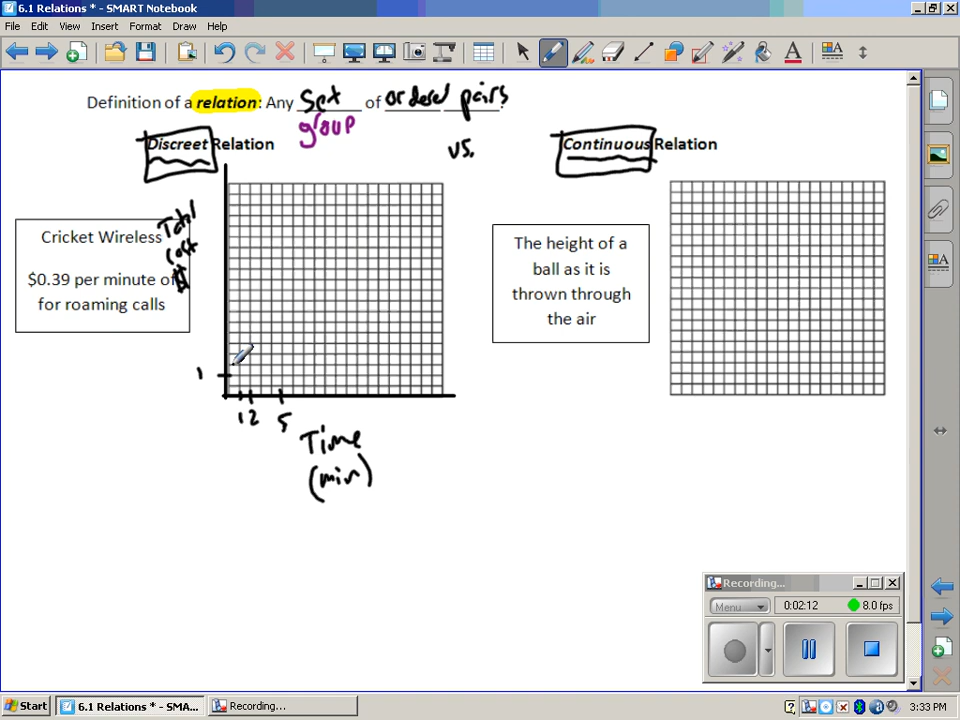 6.1 Relations * - SMART Notebook
File Edit View Insert Format Draw Help
Definition of a relation: Any Set of ordered pairs.
group
Discreet Relation
vs.
Continuous Relation
Total
Cost
$
Cricket Wireless
$0.39 per minute of
for roaming calls
The height of a
ball as it is
thrown through
the air
1
1 2 5
Time
(min)
Recording...
Menu
0:02:12
8.0 fps
Start
6.1 Relations * - SMA...
Recording...
3:33 PM